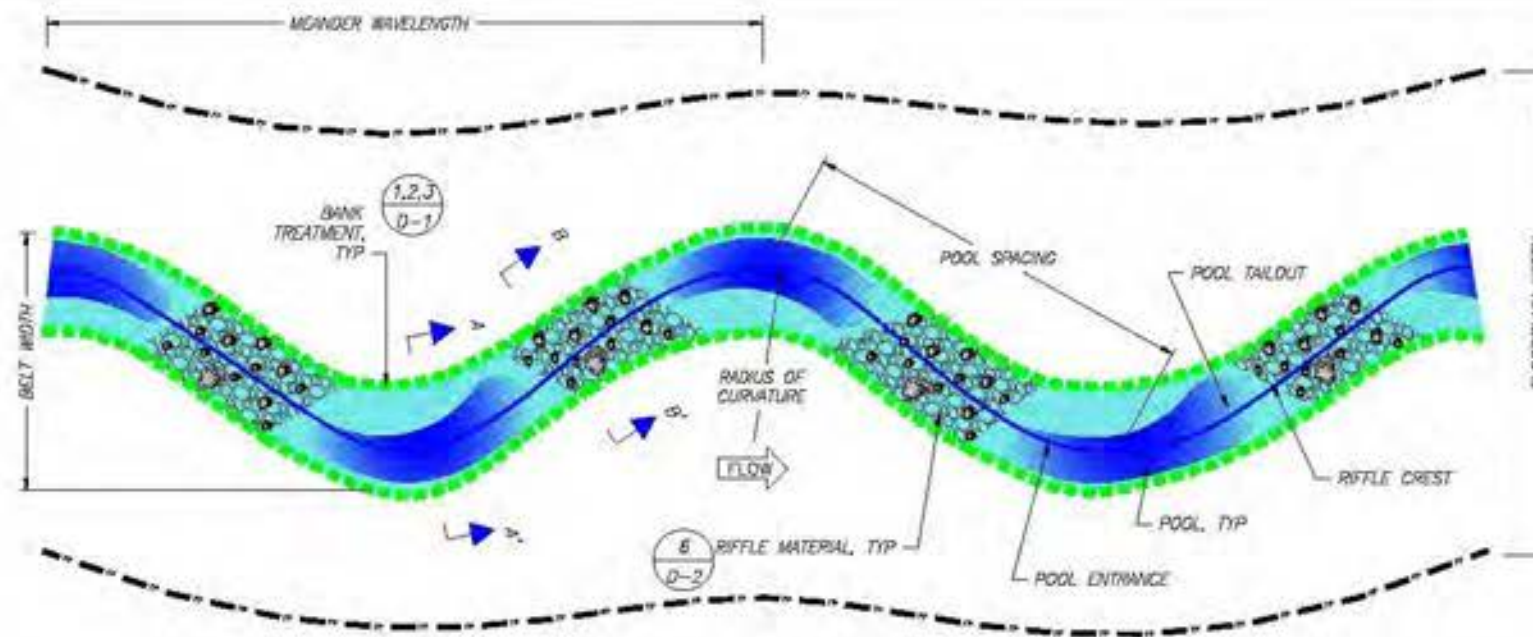 MEANDER WAVELENGTH
1,2,3
D-1
BANK
TREATMENT,
TYP
B
A
POOL SPACING
POOL TAILOUT
BELT WIDTH
RADIUS OF
CURVATURE
B'
FLOW
RIFFLE CREST
A'
POOL, TYP
6
D-2
RIFFLE MATERIAL, TYP
POOL ENTRANCE